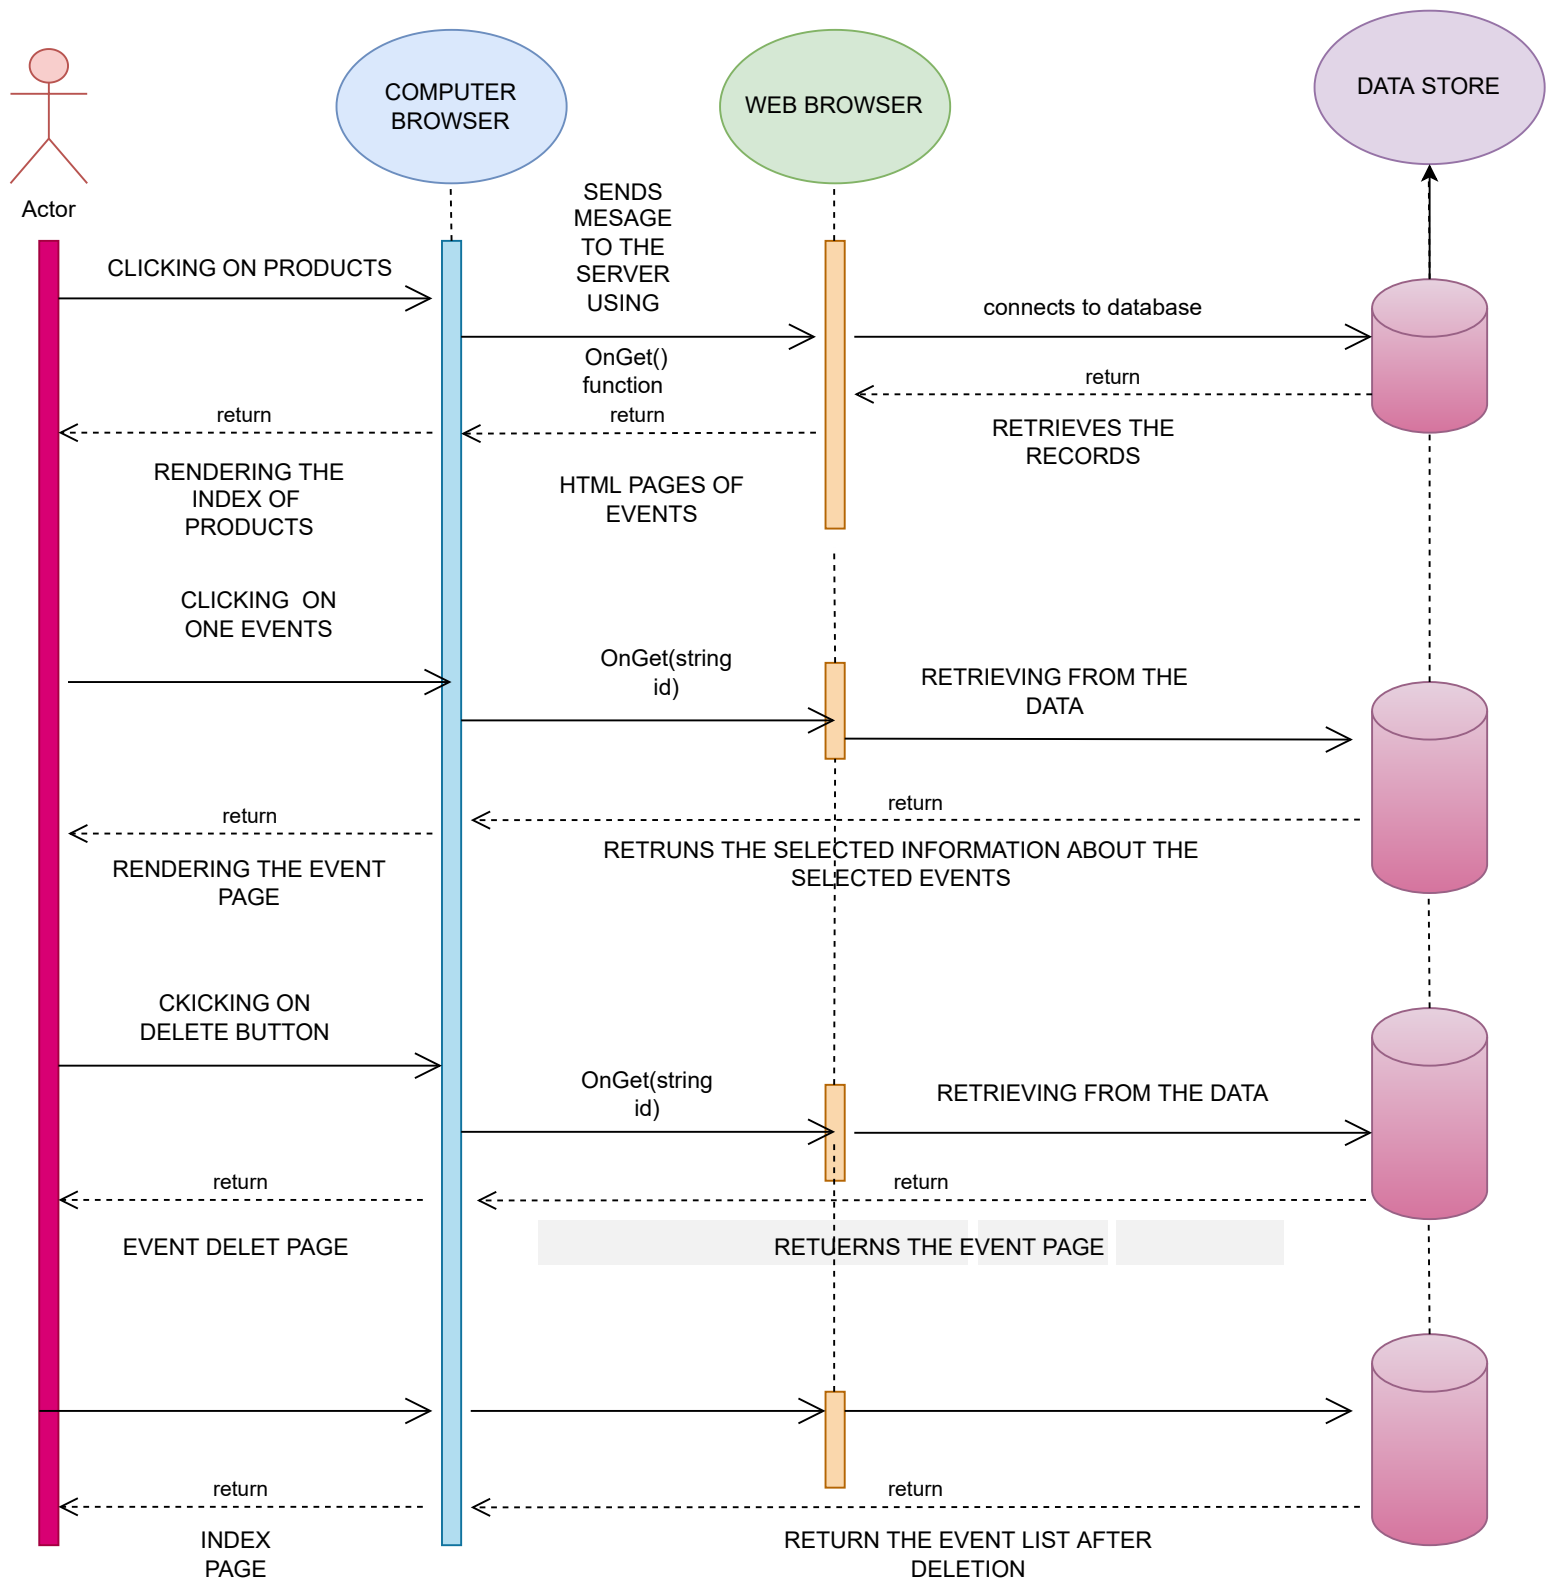 COMPUTER
BROWSER
WEB BROWSER
DATA STORE
Actor
SENDS
MESAGE
TO THE
SERVER
USING
CLICKING ON PRODUCTS
connects to database
OnGet()
function
return
return
return
RETRIEVES THE
RECORDS
RENDERING THE
INDEX OF
PRODUCTS
HTML PAGES OF
EVENTS
CLICKING  ON
ONE EVENTS
OnGet(string
id)
RETRIEVING FROM THE
DATA
return
return
RETRUNS THE SELECTED INFORMATION ABOUT THE
SELECTED EVENTS
RENDERING THE EVENT
PAGE
CKICKING ON
DELETE BUTTON
OnGet(string
id)
RETRIEVING FROM THE DATA
return
return
EVENT DELET PAGE
RETUERNS THE EVENT PAGE
return
return
INDEX
PAGE
RETURN THE EVENT LIST AFTER
DELETION